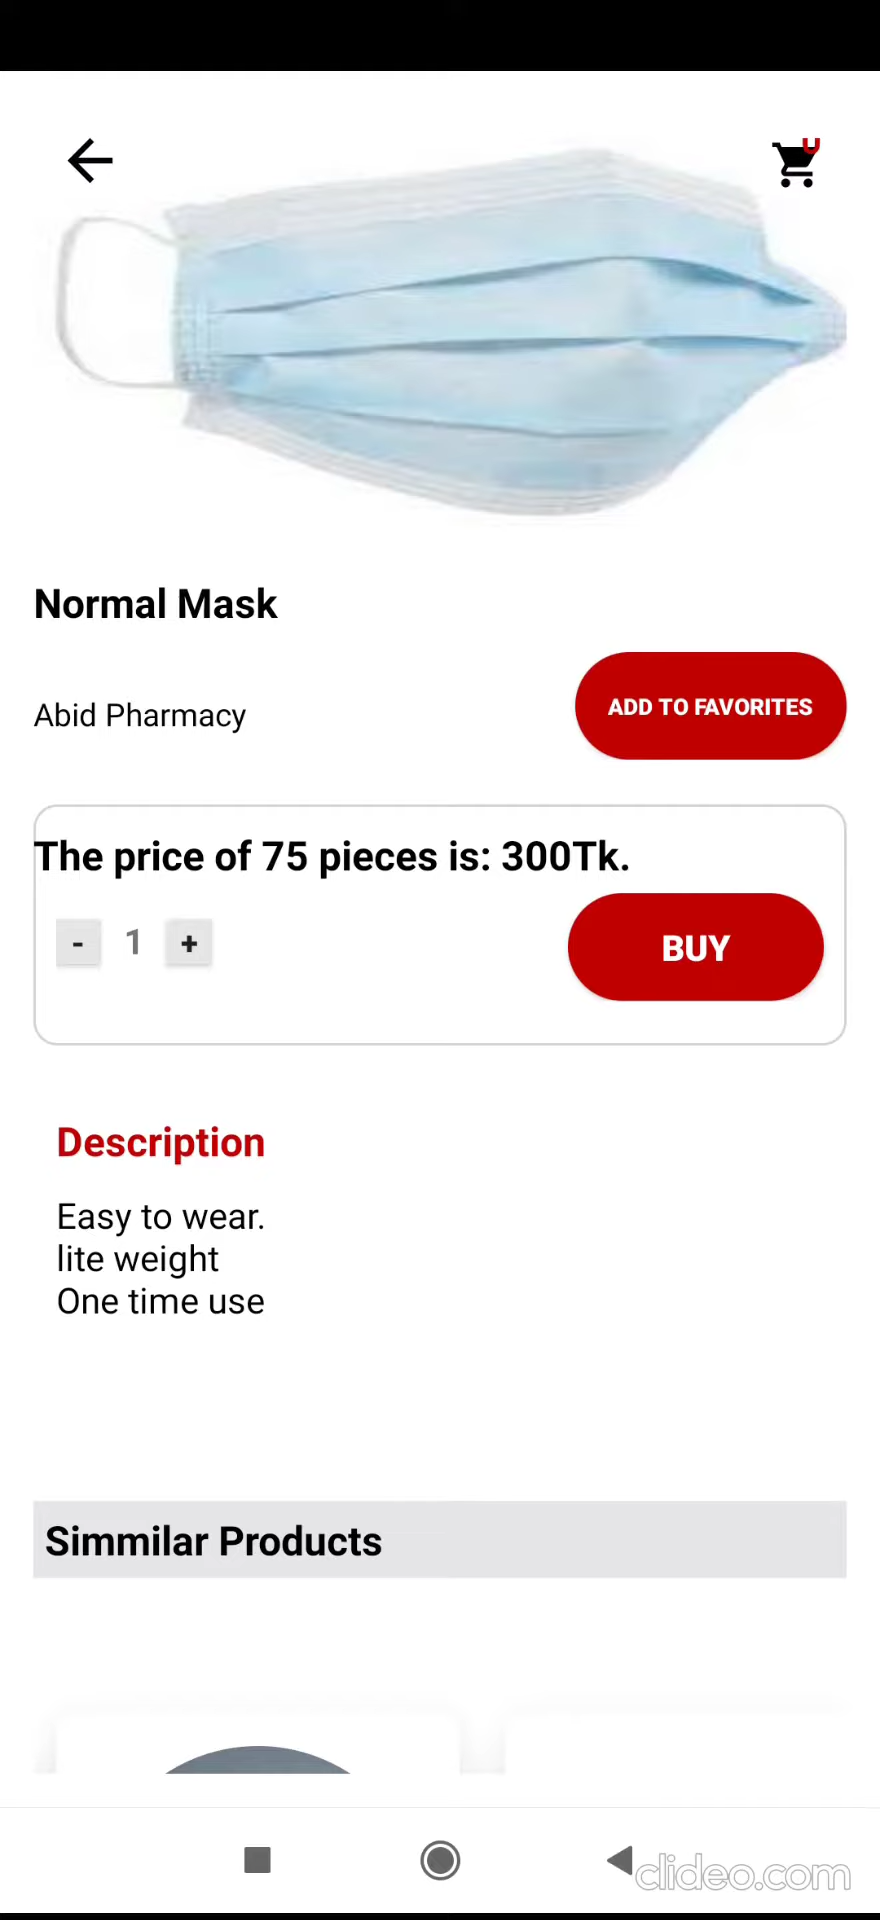 Normal Mask
Abid Pharmacy
ADD TO FAVORITES
The price of 75 pieces is: 300Tk.
- 1 +
BUY
Description
Easy to wear.
lite weight
One time use
Simmilar Products
clideo.com